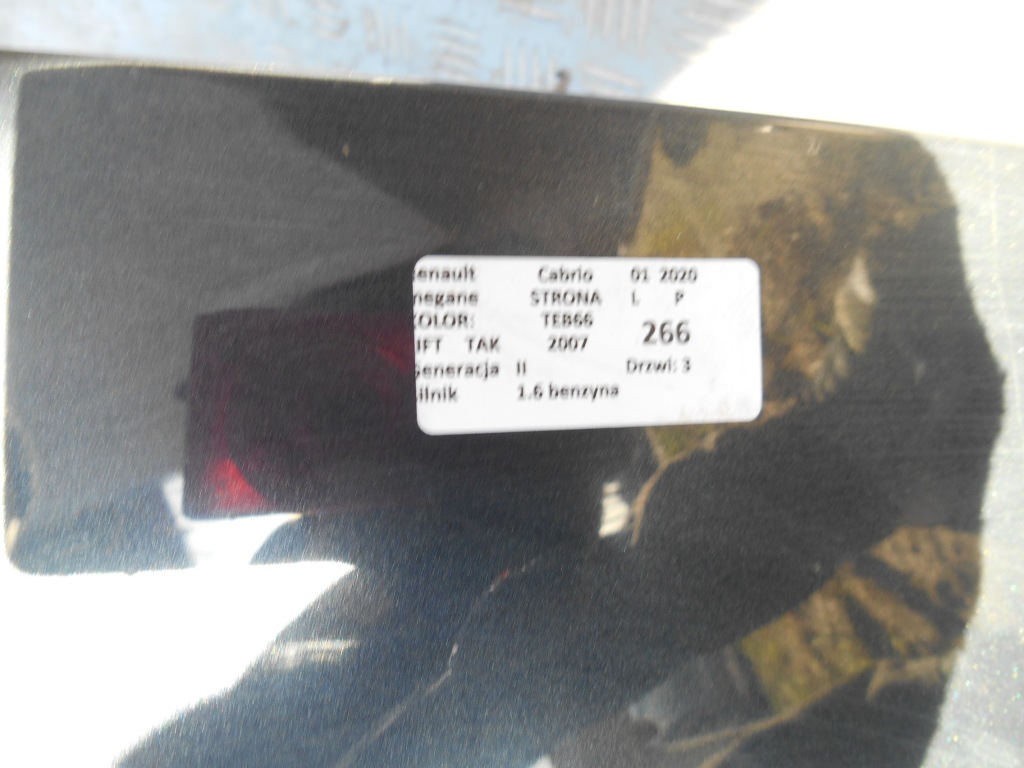 enault Cabrio 01 2020
negane STRONA L P
KOLOR: TEB66
IFT TAK 2007 266
Generacja II Drzwi: 3
ilnik 1.6 benzyna